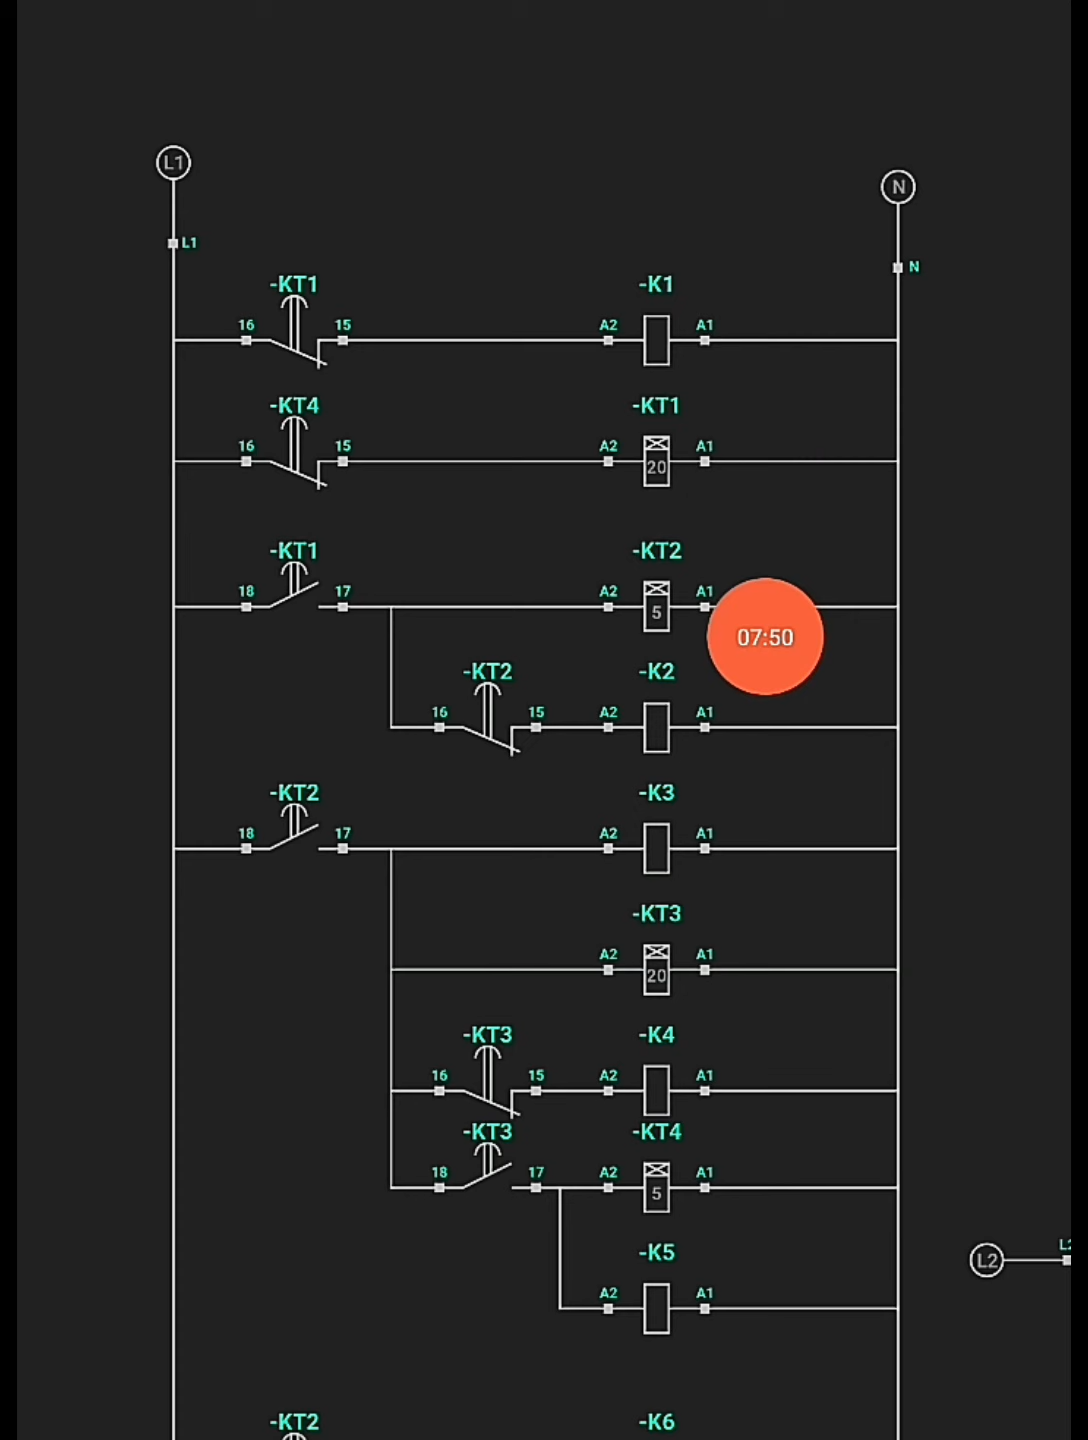 L1
N
L1
N
-KT1 -K1
16 15 A2 A1
-KT4 -KT1
16 15 A2 A1
20
-KT1 -KT2
18 17 A2 A1
5
07:50
-KT2 -K2
16 15 A2 A1
-KT2 -K3
18 17 A2 A1
-KT3
A2 A1
20
-KT3 -K4
16 15 A2 A1
-KT3 -KT4
18 17 A2 A1
5
-K5
L2
L2
A2 A1
-KT2 -K6